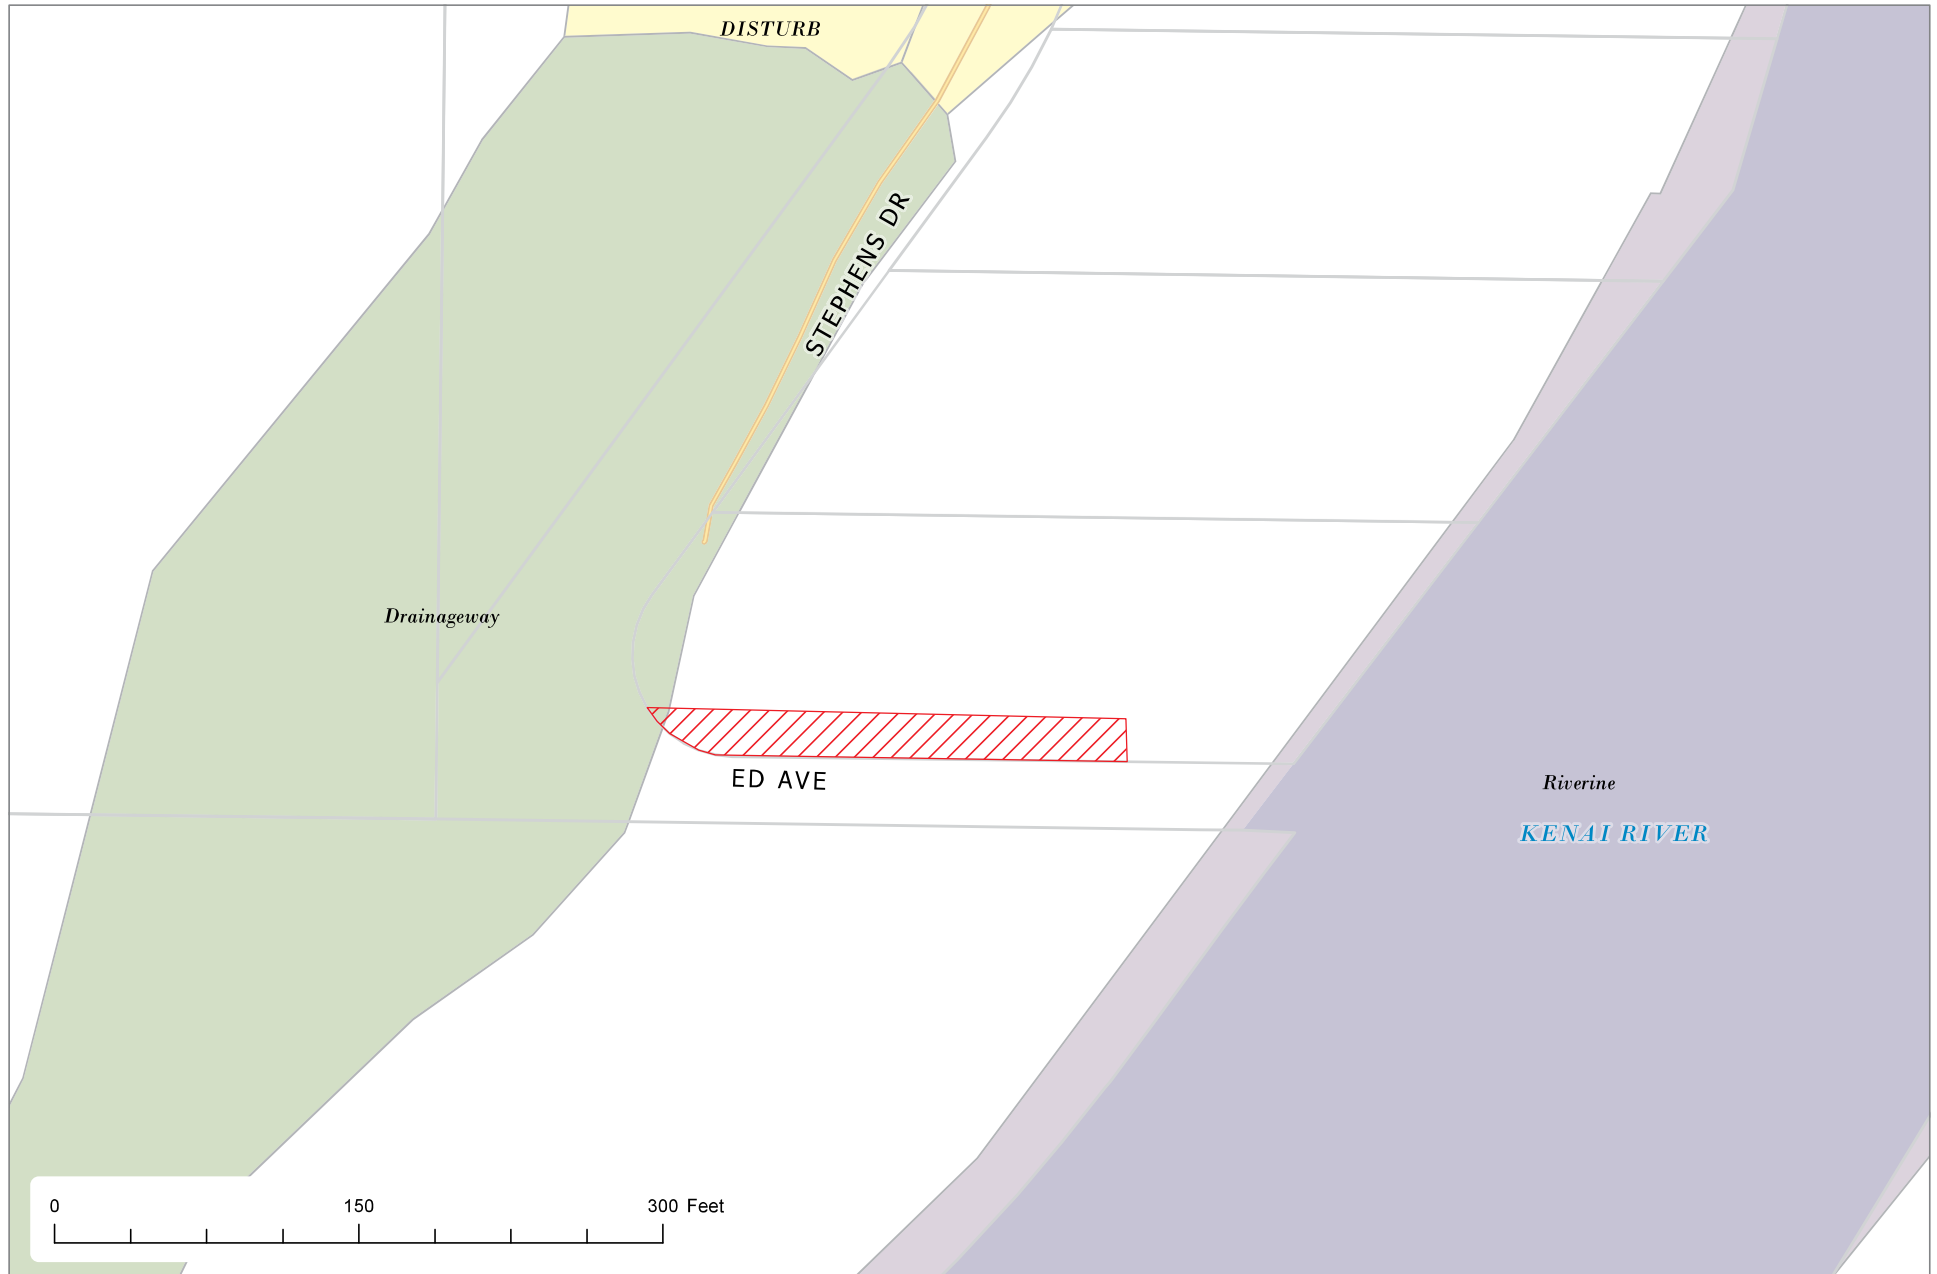 DISTURB
STEPHENS DR
Drainageway
ED AVE
Riverine
KENAI RIVER
0 150 300 Feet